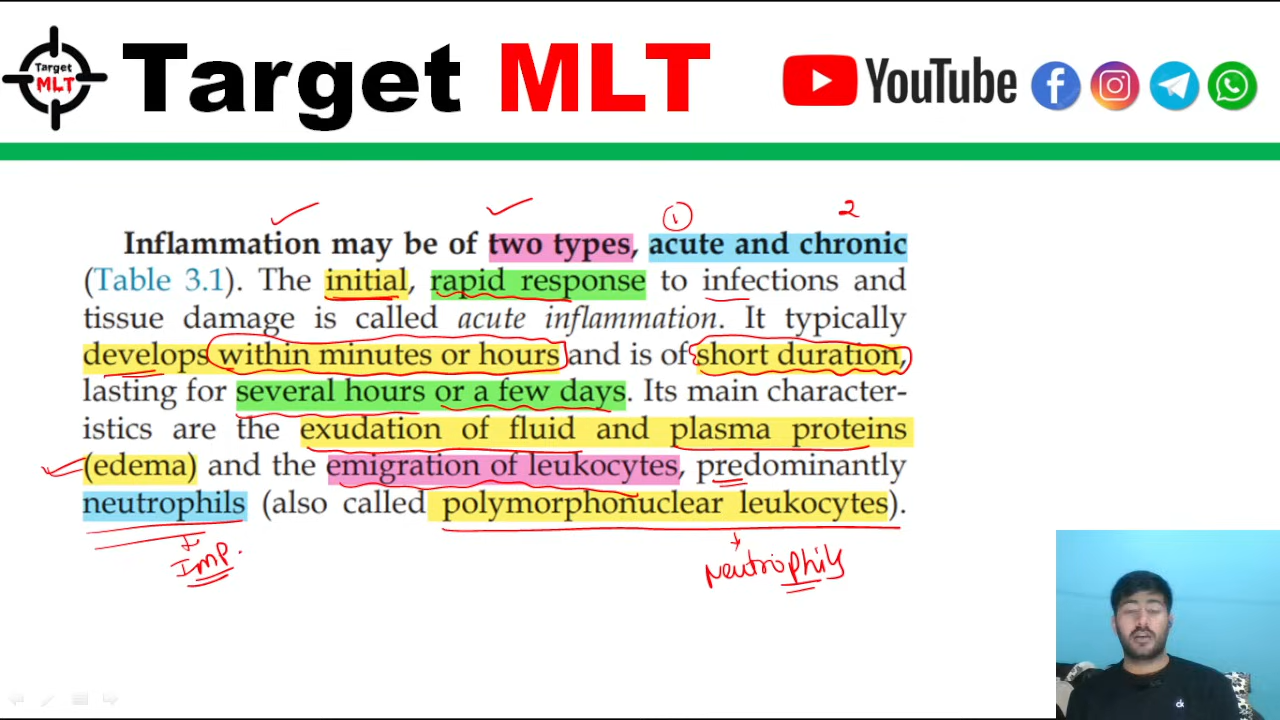 Target
MLT
Target MLT
YouTube
1 2
Inflammation may be of two types, acute and chronic
(Table 3.1). The initial, rapid response to infections and
tissue damage is called acute inflammation. It typically
develops within minutes or hours and is of short duration,
lasting for several hours or a few days. Its main character-
istics are the exudation of fluid and plasma proteins
(edema) and the emigration of leukocytes, predominantly
neutrophils (also called polymorphonuclear leukocytes).
Imp.
Neutrophils